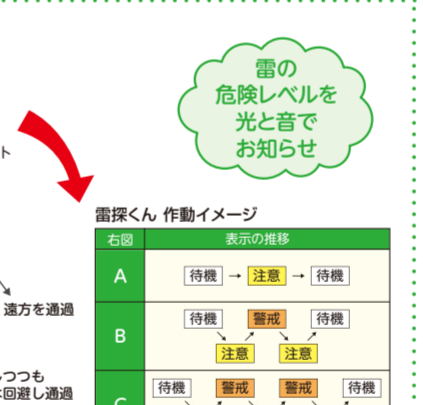 雷の
危険レベルを
光と音で
お知らせ
ト
雷探くん 作動イメージ
右図 表示の推移
A 待機 → 注意 → 待機
遠方を通過
B 待機 警戒 待機
注意 注意
つつも
回避し通過
待機 警戒 警戒 待機